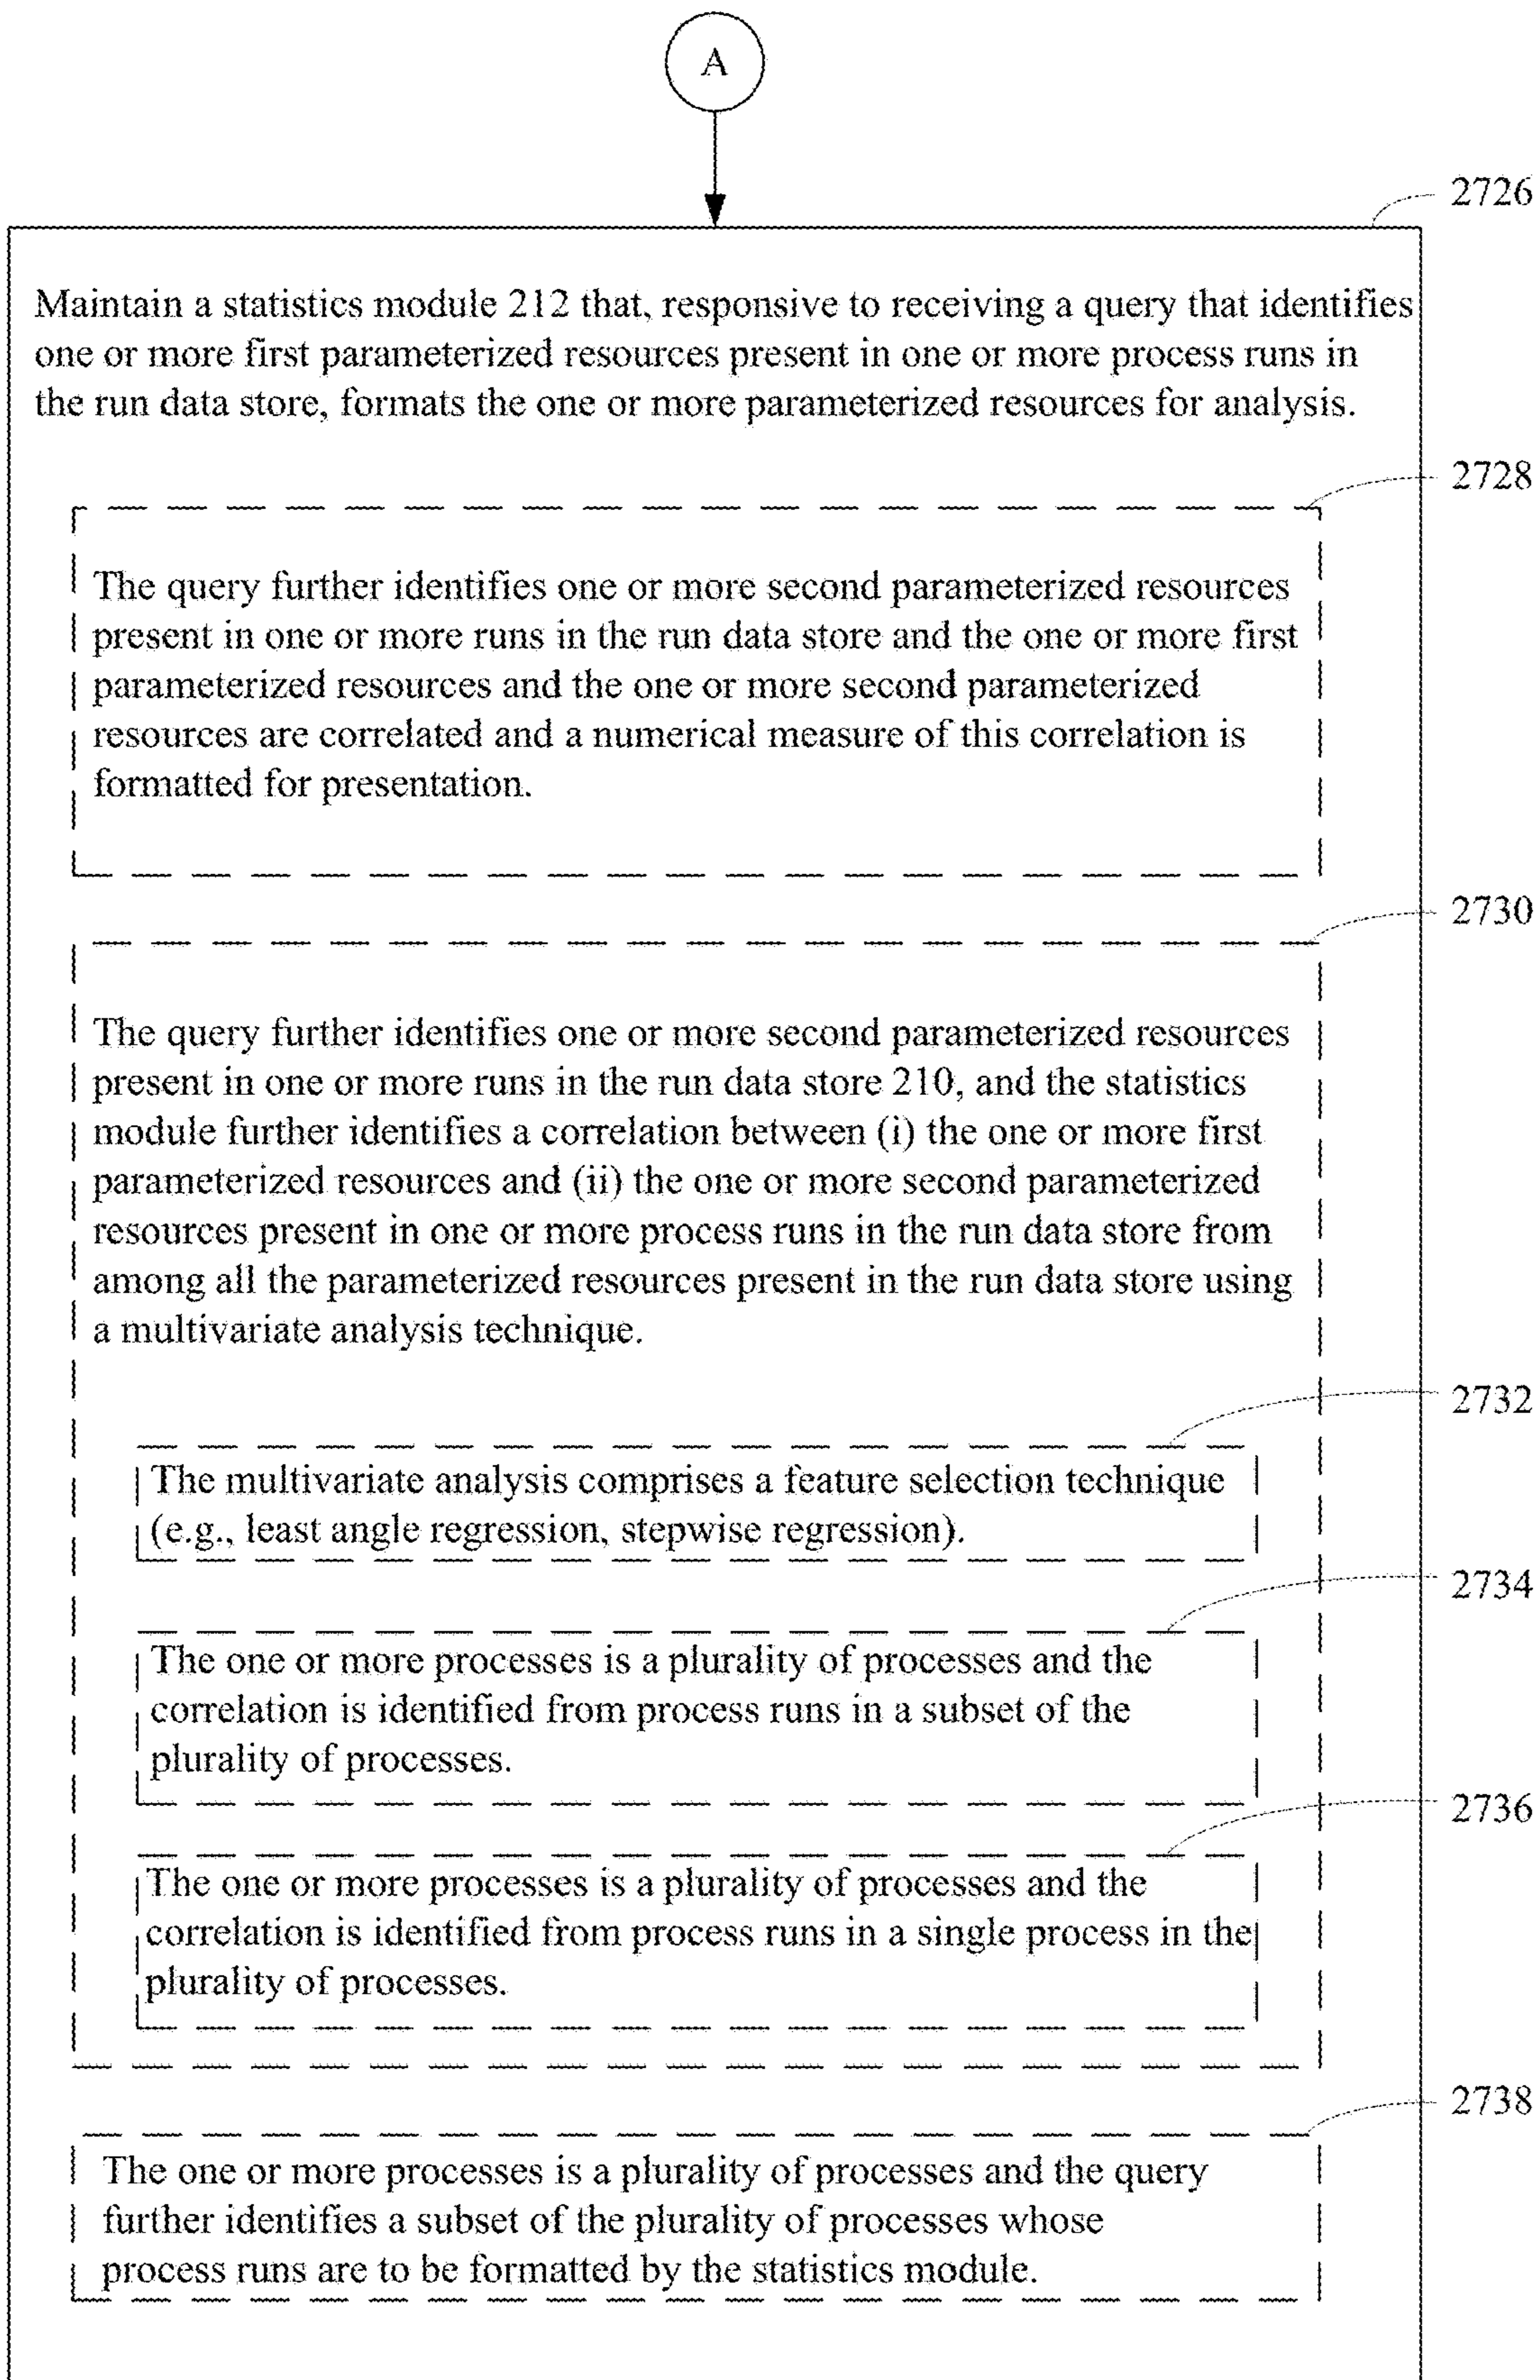 A
2726
Maintain a statistics module 212 that, responsive to receiving a query that identifies
one or more first parameterized resources present in one or more process runs in
the run data store, formats the one or more parameterized resources for analysis.
2728
The query further identifies one or more second parameterized resources
present in one or more runs in the run data store and the one or more first
parameterized resources and the one or more second parameterized
resources are correlated and a numerical measure of this correlation is
formatted for presentation.
2730
The query further identifies one or more second parameterized resources
present in one or more runs in the run data store 210, and the statistics
module further identifies a correlation between (i) the one or more first
parameterized resources and (ii) the one or more second parameterized
resources present in one or more process runs in the run data store from
among all the parameterized resources present in the run data store using
a multivariate analysis technique.
2732
The multivariate analysis comprises a feature selection technique
(e.g., least angle regression, stepwise regression).
2734
The one or more processes is a plurality of processes and the
correlation is identified from process runs in a subset of the
plurality of processes.
2736
The one or more processes is a plurality of processes and the
correlation is identified from process runs in a single process in the
plurality of processes.
2738
The one or more processes is a plurality of processes and the query
further identifies a subset of the plurality of processes whose
process runs are to be formatted by the statistics module.